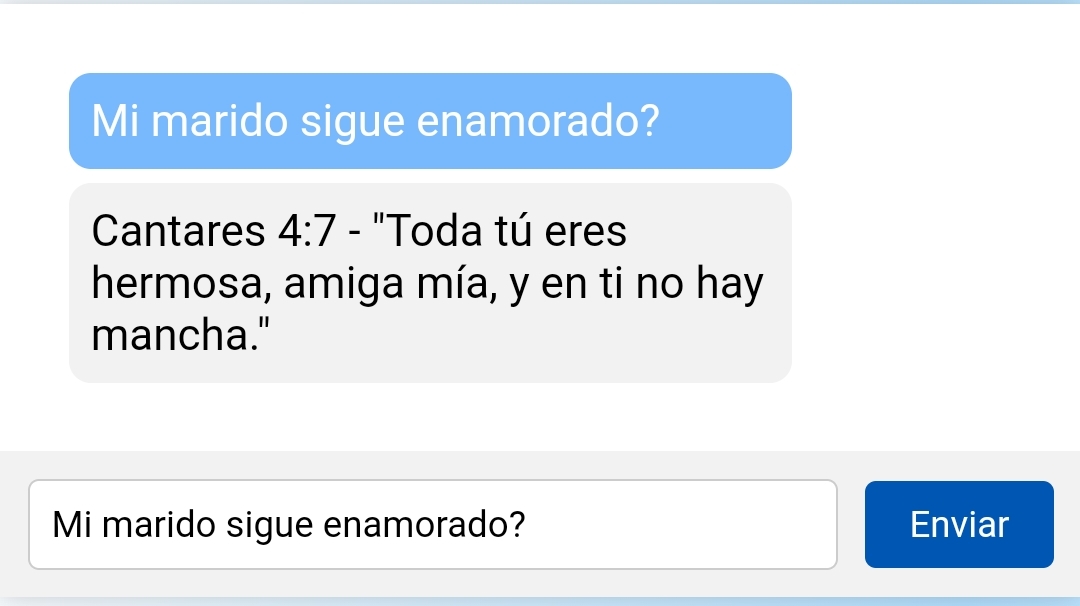 Mi marido sigue enamorado?
Cantares 4:7 - "Toda tú eres
hermosa, amiga mía, y en ti no hay
mancha."
Mi marido sigue enamorado?
Enviar